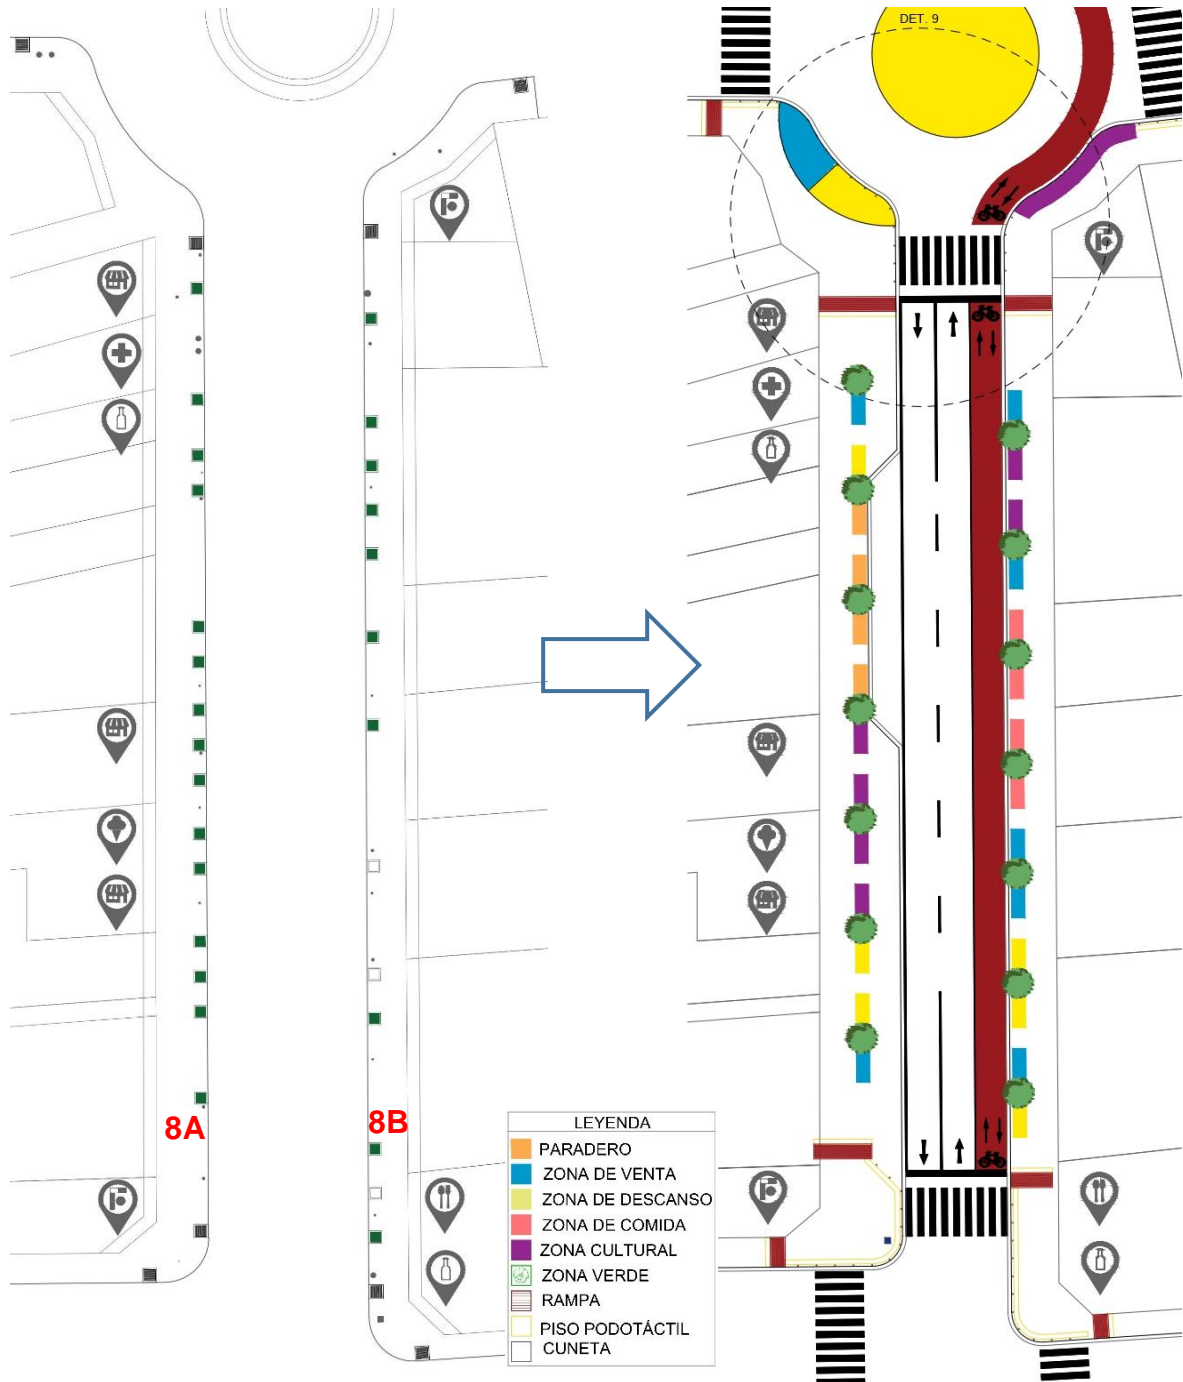 DET. 9
8A
8B
LEYENDA
PARADERO
ZONA DE VENTA
ZONA DE DESCANSO
ZONA DE COMIDA
ZONA CULTURAL
ZONA VERDE
RAMPA
PISO PODOTÁCTIL
CUNETA